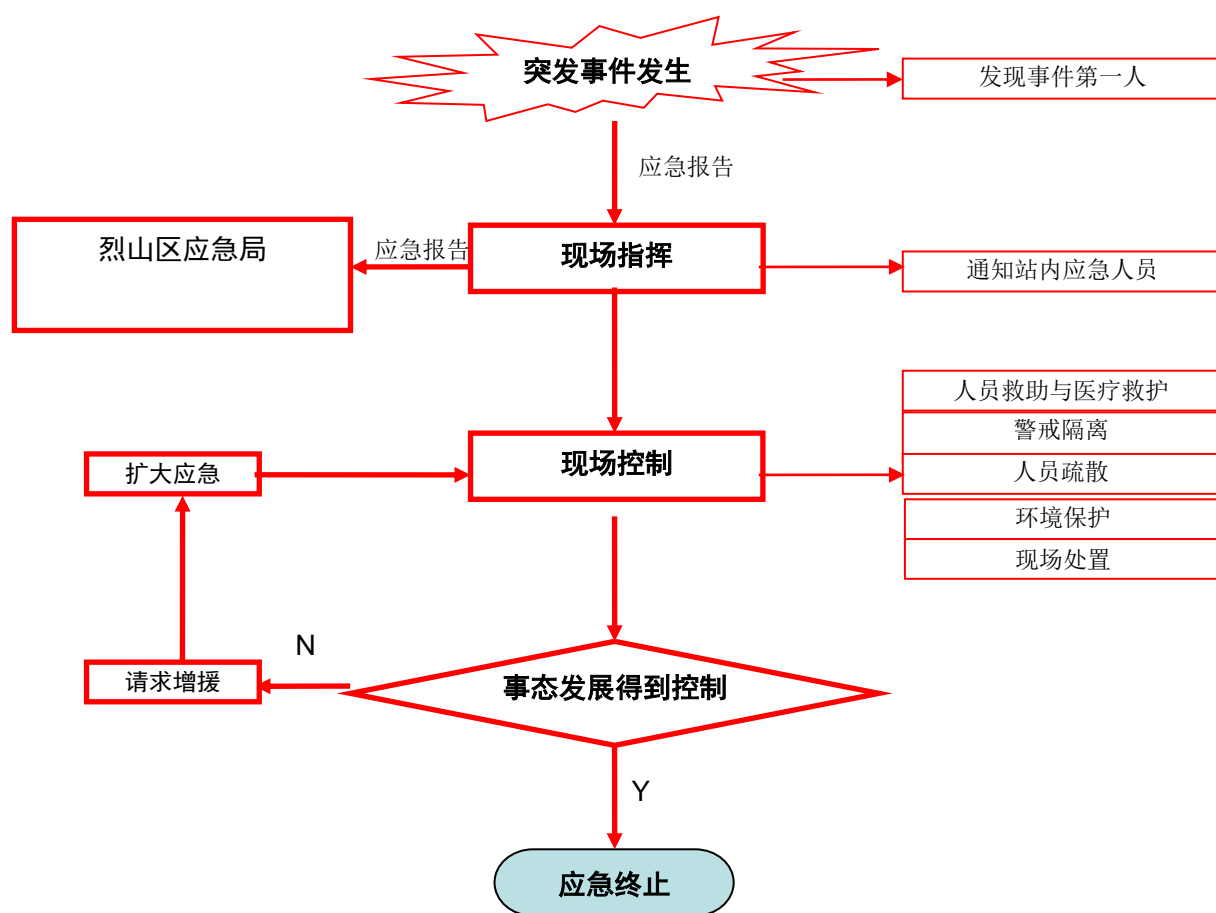 突发事件发生
发现事件第一人
应急报告
烈山区应急局
应急报告
现场指挥
通知站内应急人员
人员救助与医疗救护
警戒隔离
扩大应急
现场控制
人员疏散
环境保护
现场处置
N
请求增援
事态发展得到控制
Y
应急终止